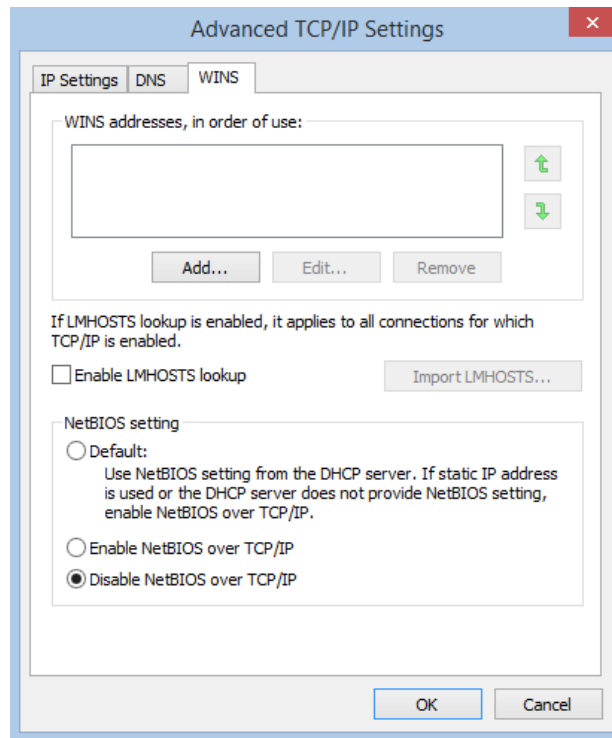 Advanced TCP/IP Settings
IP Settings DNS WINS
WINS addresses, in order of use:
Add... Edit... Remove
If LMHOSTS lookup is enabled, it applies to all connections for which
TCP/IP is enabled.
Enable LMHOSTS lookup Import LMHOSTS...
NetBIOS setting
Default:
Use NetBIOS setting from the DHCP server. If static IP address
is used or the DHCP server does not provide NetBIOS setting,
enable NetBIOS over TCP/IP.
Enable NetBIOS over TCP/IP
Disable NetBIOS over TCP/IP
OK Cancel